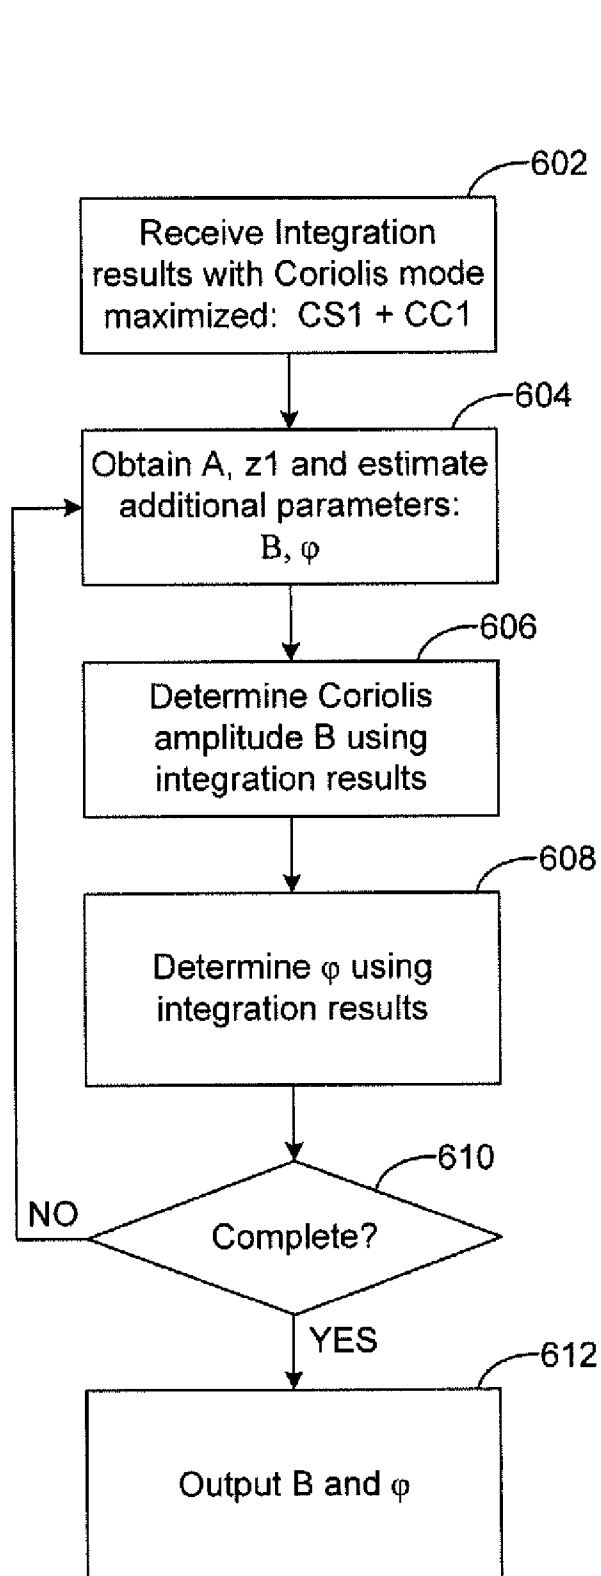 602
Receive Integration
results with Coriolis mode
maximized: CS1 + CC1
604
Obtain A, z1 and estimate
additional parameters:
B, φ
606
Determine Coriolis
amplitude B using
integration results
608
Determine φ using
integration results
610
Complete?
NO
YES
612
Output B and φ